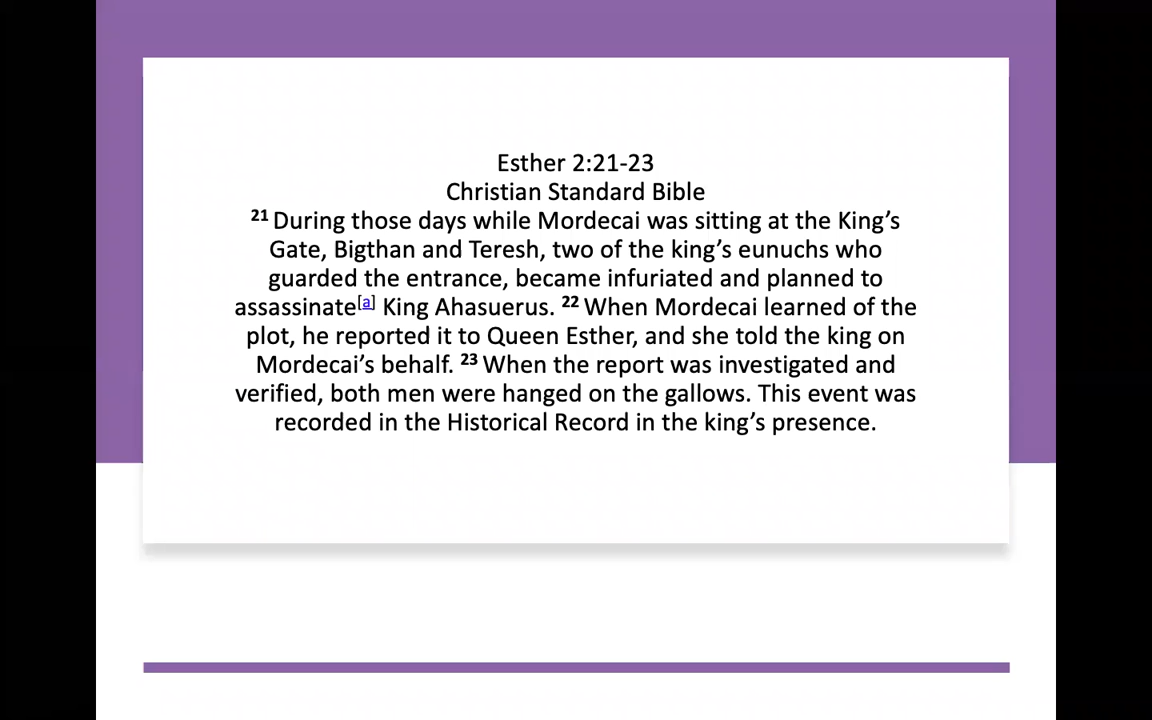 Esther 2:21-23
Christian Standard Bible
21 During those days while Mordecai was sitting at the King’s
Gate, Bigthan and Teresh, two of the king’s eunuchs who
guarded the entrance, became infuriated and planned to
assassinate[a] King Ahasuerus. 22 When Mordecai learned of the
plot, he reported it to Queen Esther, and she told the king on
Mordecai’s behalf. 23 When the report was investigated and
verified, both men were hanged on the gallows. This event was
recorded in the Historical Record in the king’s presence.